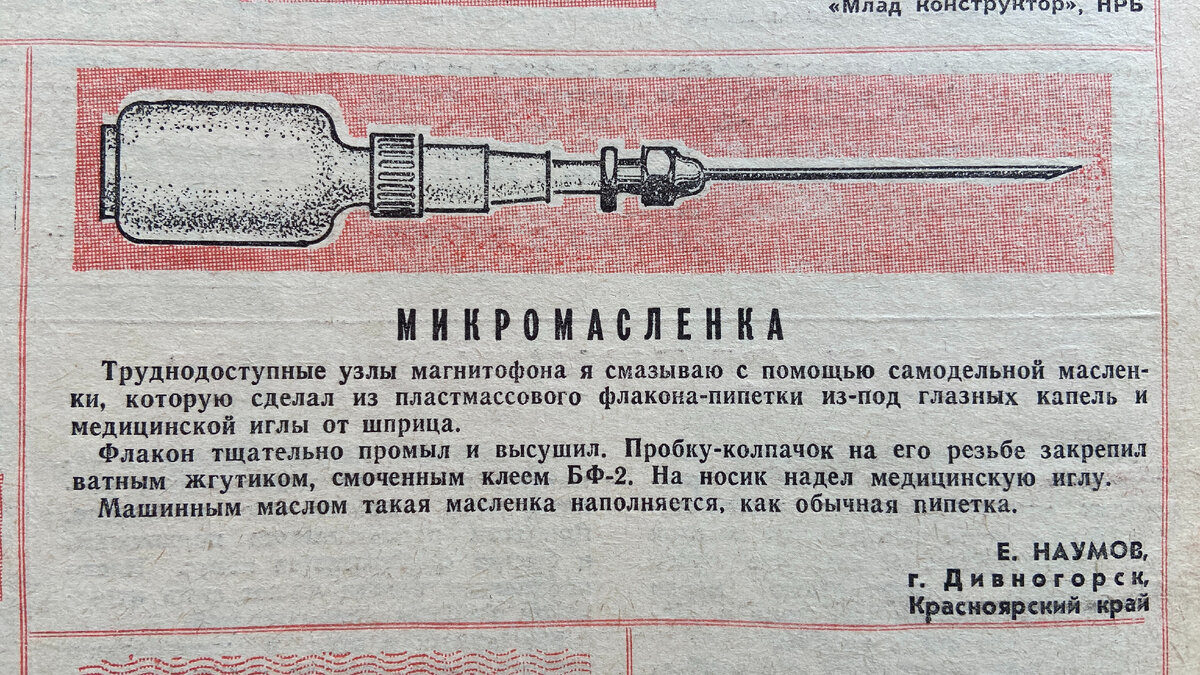 «Млад конструктор», НРБ
МИКРОМАСЛЕНКА
Труднодоступные узлы магнитофона я смазываю с помощью самодельной маслен-
ки, которую сделал из пластмассового флакона-пипетки из-под глазных капель и
медицинской иглы от шприца.
Флакон тщательно промыл и высушил. Пробку-колпачок на его резьбе закрепил
ватным жгутиком, смоченным клеем БФ-2. На носик надел медицинскую иглу.
Машинным маслом такая масленка наполняется, как обычная пипетка.
Е. НАУМОВ,
г. Дивногорск,
Красноярский край